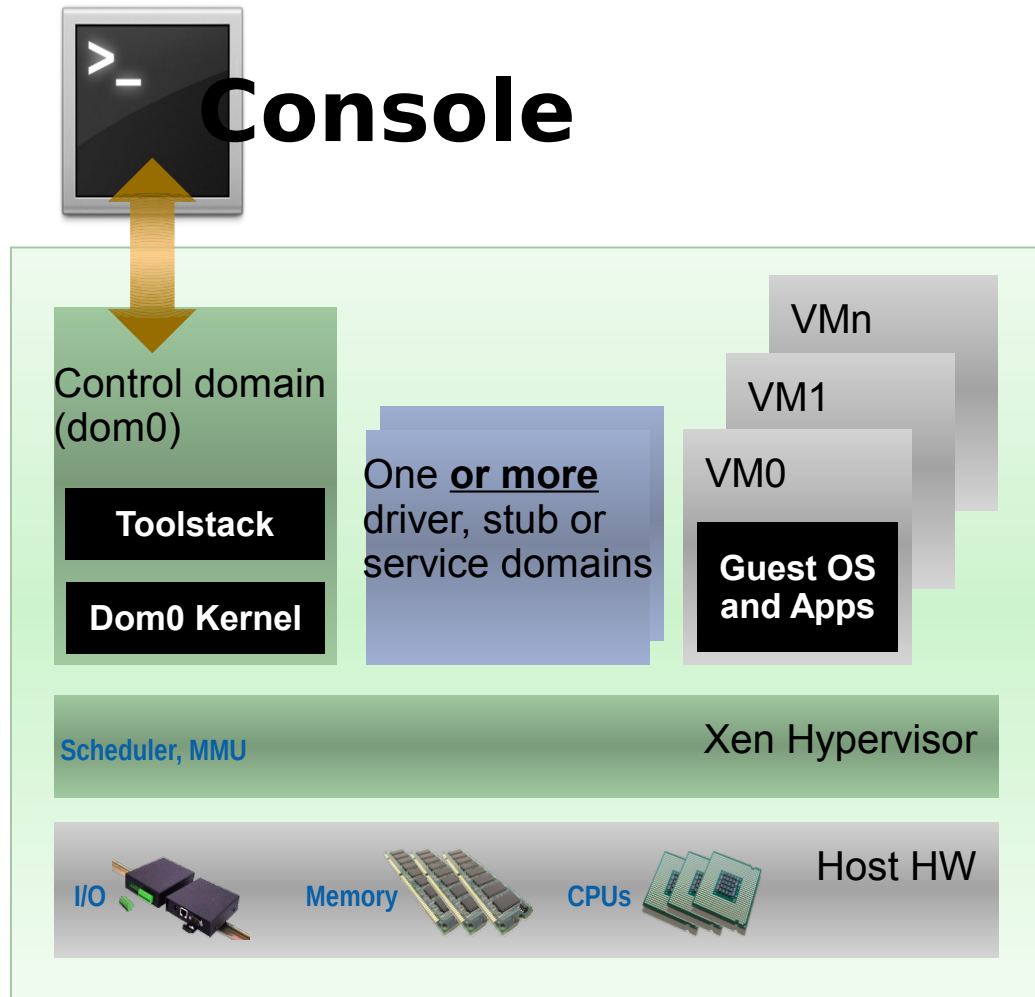 >_
Console
Control domain
(dom0)
Toolstack
Dom0 Kernel
One or more
driver, stub or
service domains
VMn
VM1
VM0
Guest OS
and Apps
Scheduler, MMU
Xen Hypervisor
I/O
Memory
CPUs
Host HW